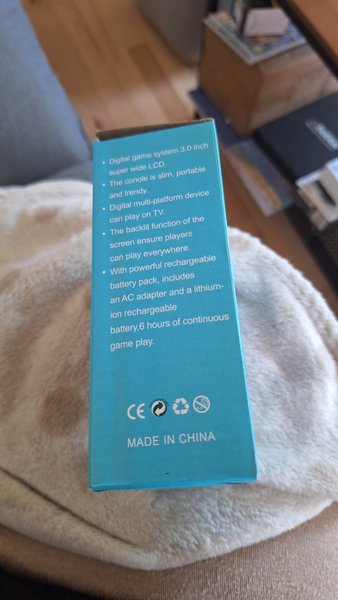 • Digital game system.3.0 inch
super wide LCD.
• The conole is slim, portable
and trendy.
• Digital multi-platform device.
can play on TV.
• The backlit function of the
screen ensure players
can play everywhere.
• With powerful rechargeable
battery pack, includes
an AC adapter and a lithium-
ion rechargeable
battery,6 hours of continuous
game play.
CE
MADE IN CHINA